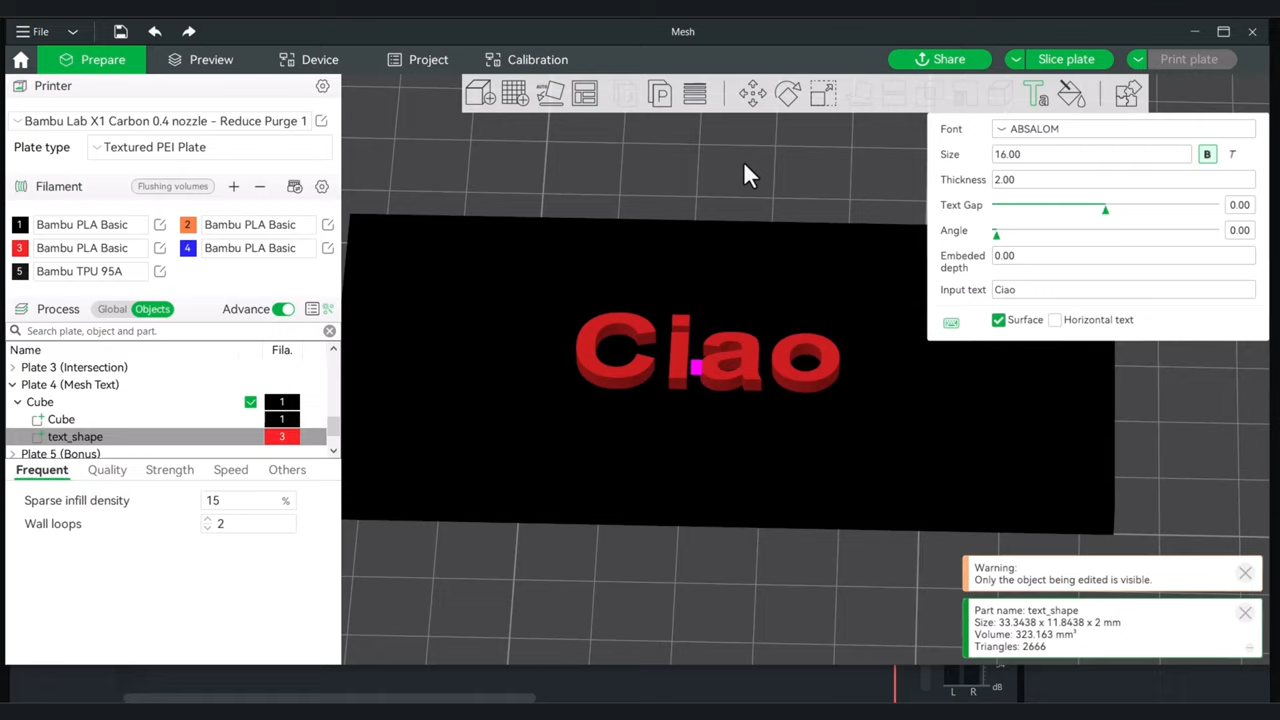 File
Mesh
Prepare
Preview
Device
Project
Calibration
Share
Slice plate
Print plate
Printer
Bambu Lab X1 Carbon 0.4 nozzle - Reduce Purge 1
Plate type
Textured PEI Plate
Filament
Flushing volumes
1 Bambu PLA Basic
2 Bambu PLA Basic
3 Bambu PLA Basic
4 Bambu PLA Basic
5 Bambu TPU 95A
Process
Global
Objects
Advance
Search plate, object and part.
Name
Fila.
Plate 3 (Intersection)
Plate 4 (Mesh Text)
Cube
1
Cube
1
text_shape
3
Plate 5 (Bonus)
Frequent
Quality
Strength
Speed
Others
Sparse infill density
15 %
Wall loops
2
Ciao
Font
ABSALOM
Size
16.00
B
T
Thickness
2.00
Text Gap
0.00
Angle
0.00
Embeded
depth
0.00
Input text
Ciao
Surface
Horizontal text
Warning:
Only the object being edited is visible.
Part name: text_shape
Size: 33.3438 x 11.8438 x 2 mm
Volume: 323.163 mm³
Triangles: 2666
L R dB